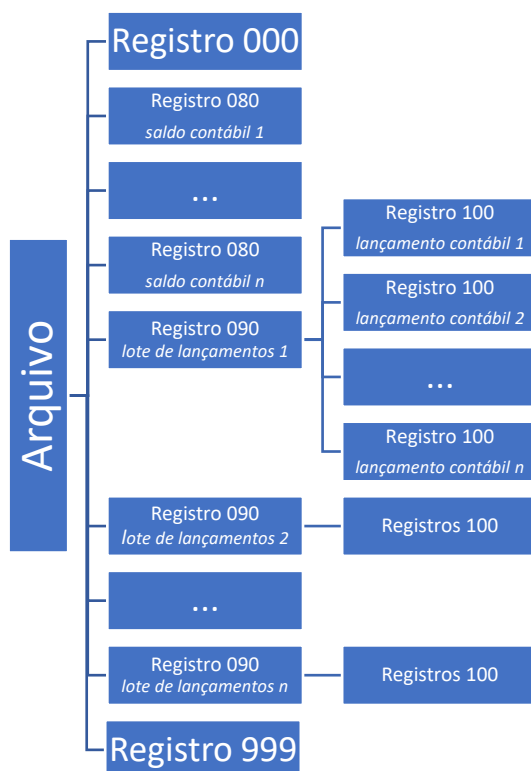 Arquivo
Registro 000
Registro 080
saldo contábil 1
...
Registro 080
saldo contábil n
Registro 090
lote de lançamentos 1
Registro 100
lançamento contábil 1
Registro 100
lançamento contábil 2
...
Registro 100
lançamento contábil n
Registro 090
lote de lançamentos 2
Registros 100
...
Registro 090
lote de lançamentos n
Registros 100
Registro 999